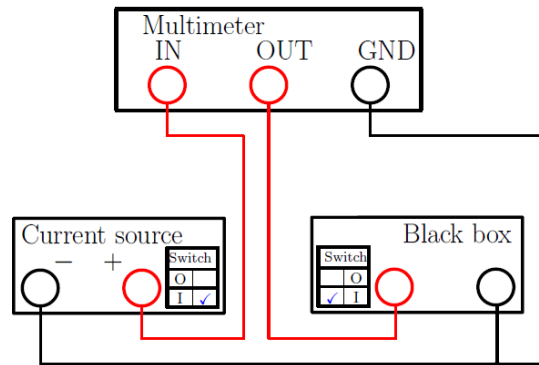 Multimeter
IN OUT GND
Current source
− +
Switch
O
I ✓
Black box
Switch
O
✓ I